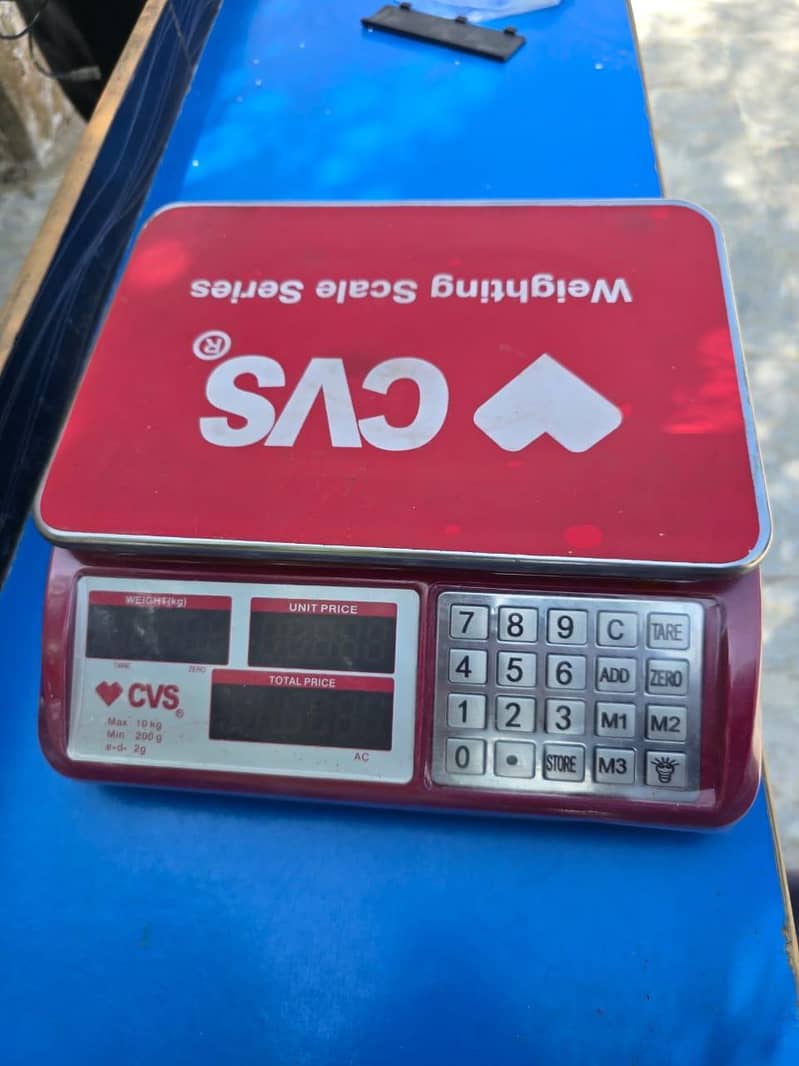 Weighting Scale Series
CVS®
WEIGHT(kg)
UNIT PRICE
TARE ZERO
TOTAL PRICE
CVS®
Max 10 kg
Min 200 g
e-d- 2g
AC
7 8 9 C TARE
4 5 6 ADD ZERO
1 2 3 M1 M2
0 • STORE M3